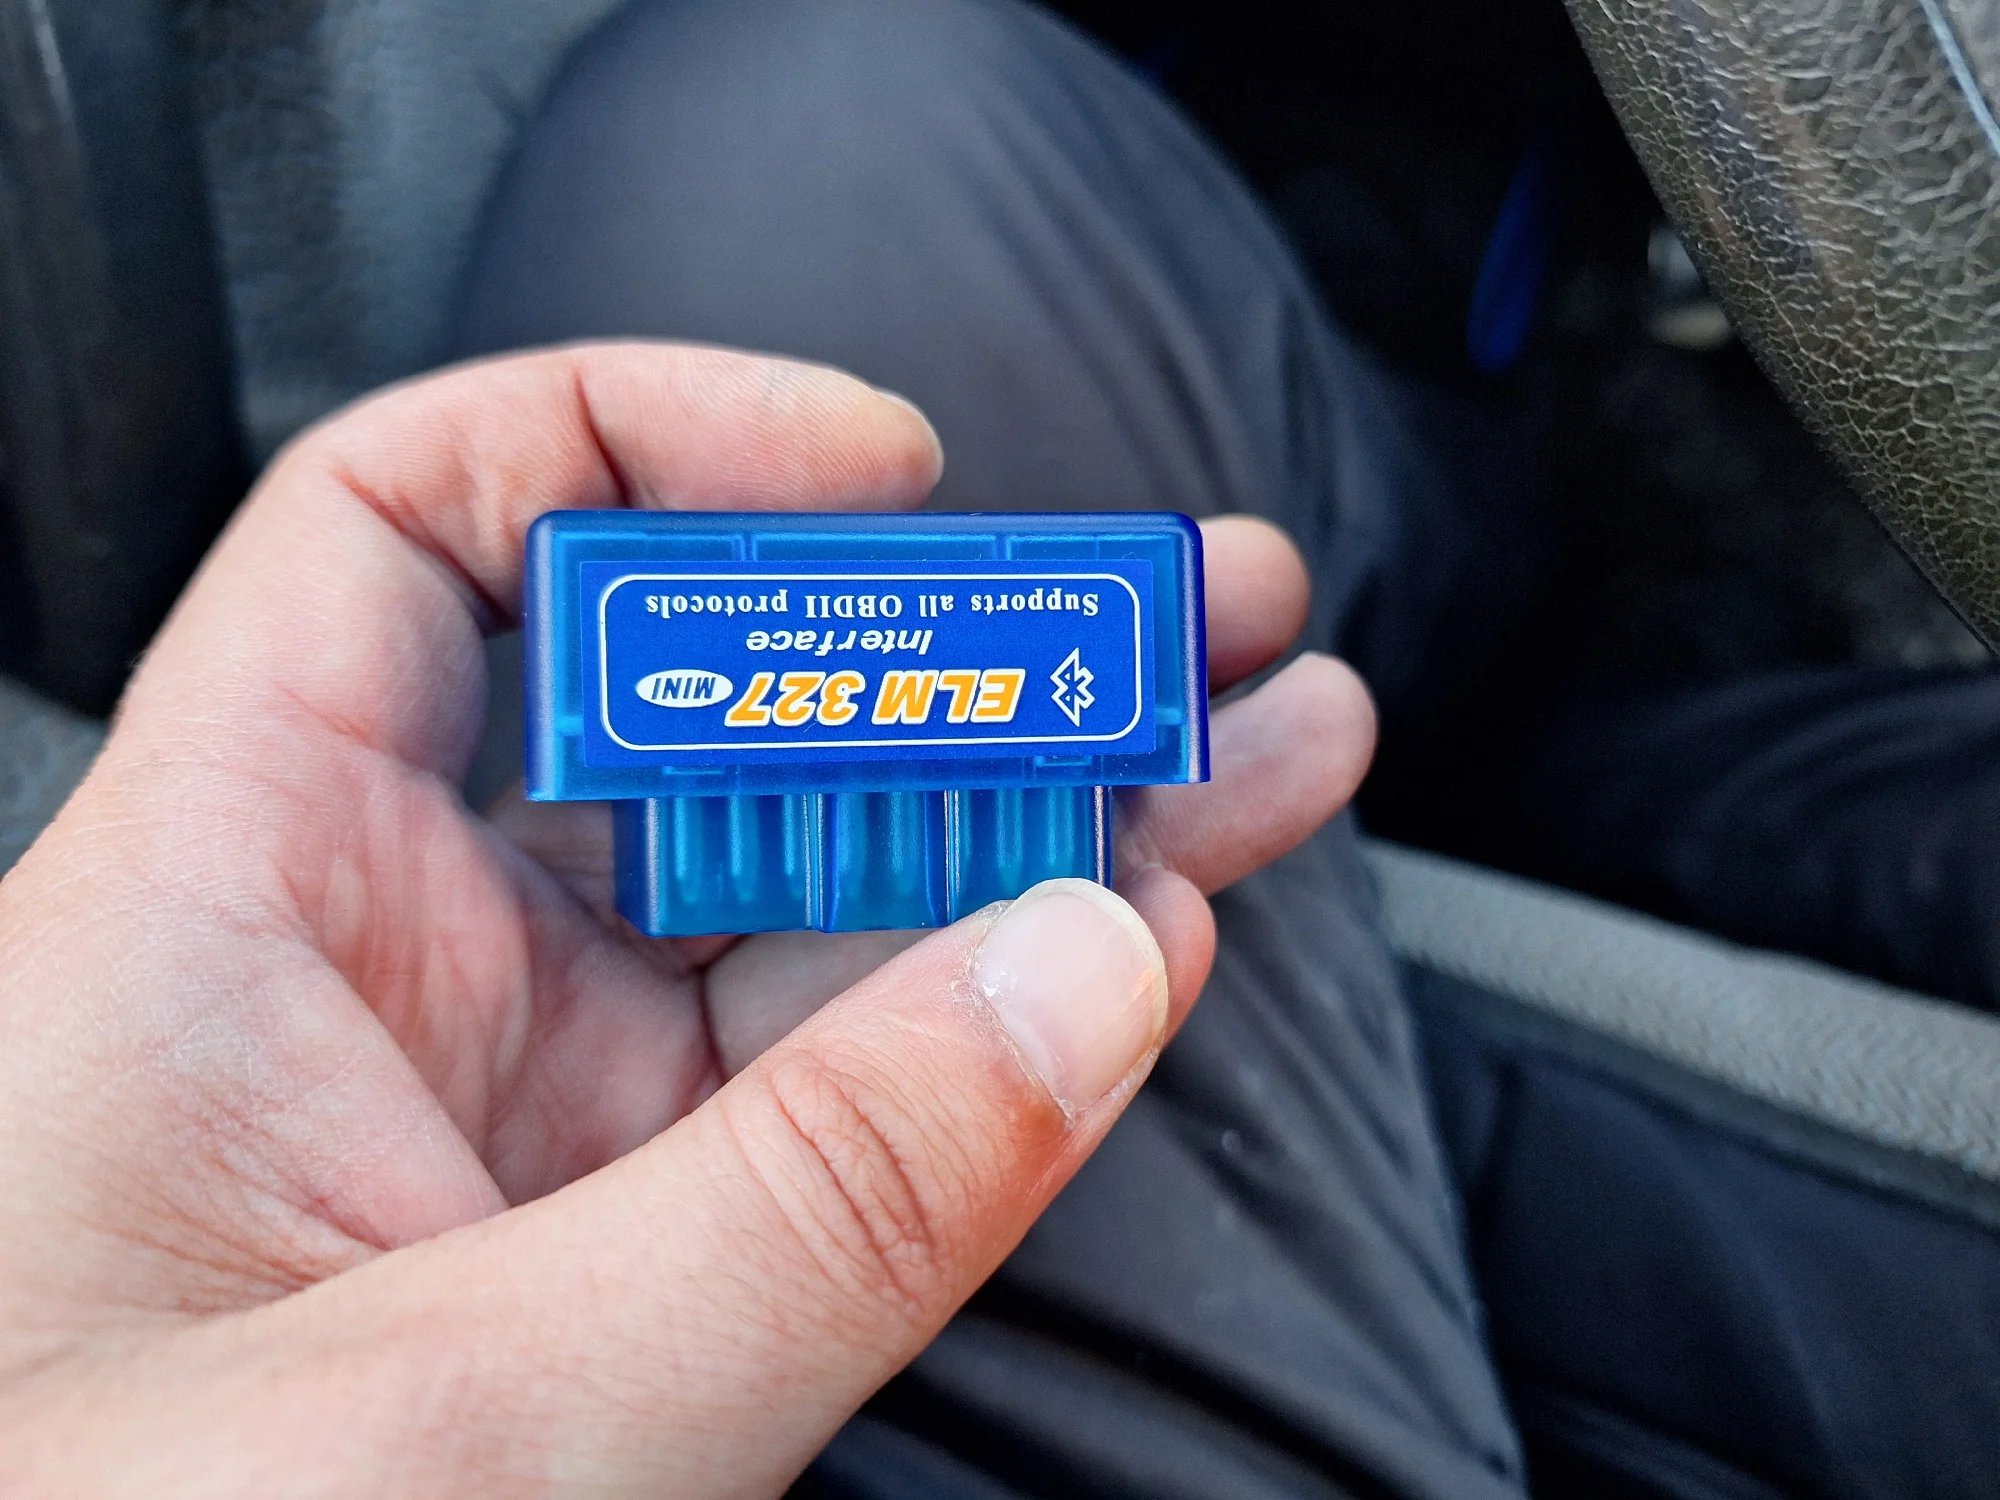 ELM 327 MINI
Interface
Supports all OBDII protocols